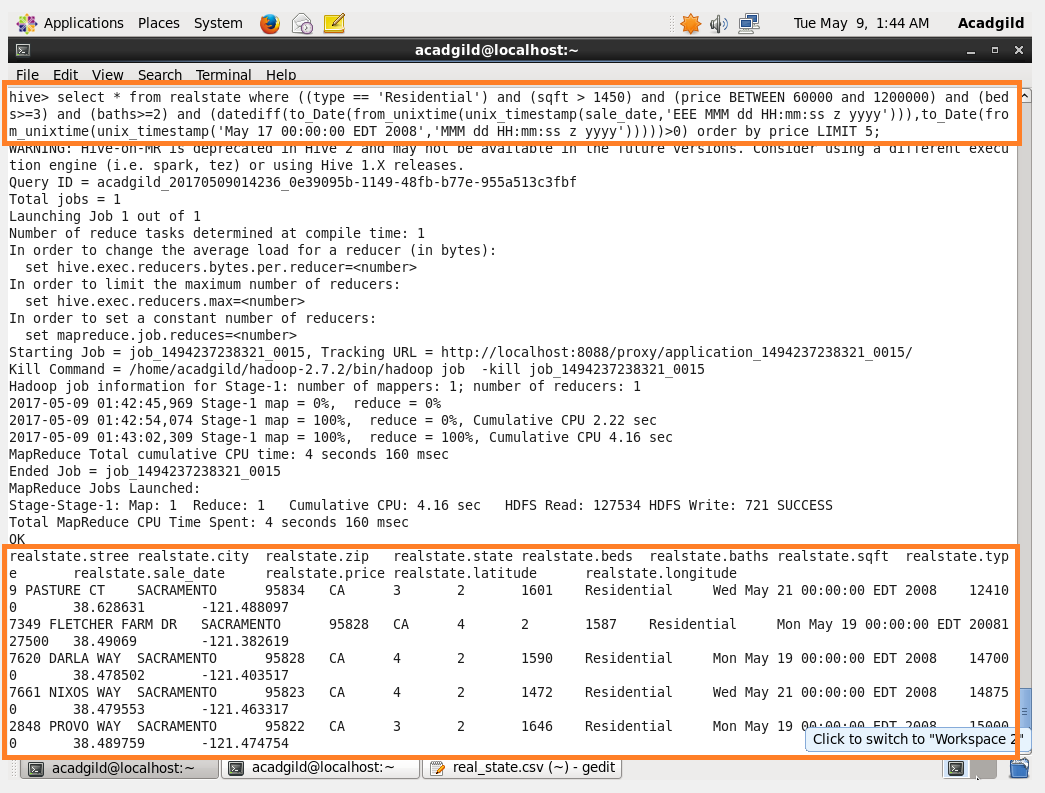 Applications Places System Tue May 9, 1:44 AM Acadgild
acadgild@localhost:~
File Edit View Search Terminal Help
hive> select * from realstate where ((type == 'Residential') and (sqft > 1450) and (price BETWEEN 60000 and 1200000) and (bed
s>=3) and (baths>=2) and (datediff(to_Date(from_unixtime(unix_timestamp(sale_date,'EEE MMM dd HH:mm:ss z yyyy'))),to_Date(fro
m_unixtime(unix_timestamp('May 17 00:00:00 EDT 2008','MMM dd HH:mm:ss z yyyy')))))>0) order by price LIMIT 5;
WARNING: Hive-on-MR is deprecated in Hive 2 and may not be available in the future versions. Consider using a different execu
tion engine (i.e. spark, tez) or using Hive 1.X releases.
Query ID = acadgild_20170509014236_0e39095b-1149-48fb-b77e-955a513c3fbf
Total jobs = 1
Launching Job 1 out of 1
Number of reduce tasks determined at compile time: 1
In order to change the average load for a reducer (in bytes):
  set hive.exec.reducers.bytes.per.reducer=<number>
In order to limit the maximum number of reducers:
  set hive.exec.reducers.max=<number>
In order to set a constant number of reducers:
  set mapreduce.job.reduces=<number>
Starting Job = job_1494237238321_0015, Tracking URL = http://localhost:8088/proxy/application_1494237238321_0015/
Kill Command = /home/acadgild/hadoop-2.7.2/bin/hadoop job  -kill job_1494237238321_0015
Hadoop job information for Stage-1: number of mappers: 1; number of reducers: 1
2017-05-09 01:42:45,969 Stage-1 map = 0%,  reduce = 0%
2017-05-09 01:42:54,074 Stage-1 map = 100%,  reduce = 0%, Cumulative CPU 2.22 sec
2017-05-09 01:43:02,309 Stage-1 map = 100%,  reduce = 100%, Cumulative CPU 4.16 sec
MapReduce Total cumulative CPU time: 4 seconds 160 msec
Ended Job = job_1494237238321_0015
MapReduce Jobs Launched:
Stage-Stage-1: Map: 1  Reduce: 1   Cumulative CPU: 4.16 sec   HDFS Read: 127534 HDFS Write: 721 SUCCESS
Total MapReduce CPU Time Spent: 4 seconds 160 msec
OK
realstate.stree realstate.city  realstate.zip   realstate.state realstate.beds  realstate.baths realstate.sqft  realstate.typ
e       realstate.sale_date     realstate.price realstate.latitude      realstate.longitude
9 PASTURE CT    SACRAMENTO      95834   CA      3       2       1601    Residential     Wed May 21 00:00:00 EDT 2008    12410
0       38.628631       -121.488097
7349 FLETCHER FARM DR   SACRAMENTO      95828   CA      4       2       1587    Residential     Mon May 19 00:00:00 EDT 20081
27500   38.49069        -121.382619
7620 DARLA WAY  SACRAMENTO      95828   CA      4       2       1590    Residential     Mon May 19 00:00:00 EDT 2008    14700
0       38.478502       -121.403517
7661 NIXOS WAY  SACRAMENTO      95823   CA      4       2       1472    Residential     Wed May 21 00:00:00 EDT 2008    14875
0       38.479553       -121.463317
2848 PROVO WAY  SACRAMENTO      95822   CA      3       2       1646    Residential     Mon May 19 00:00:00 EDT 2008    15000
0       38.489759       -121.474754
Click to switch to "Workspace 2"
acadgild@localhost:~ acadgild@localhost:~ real_state.csv (~) - gedit